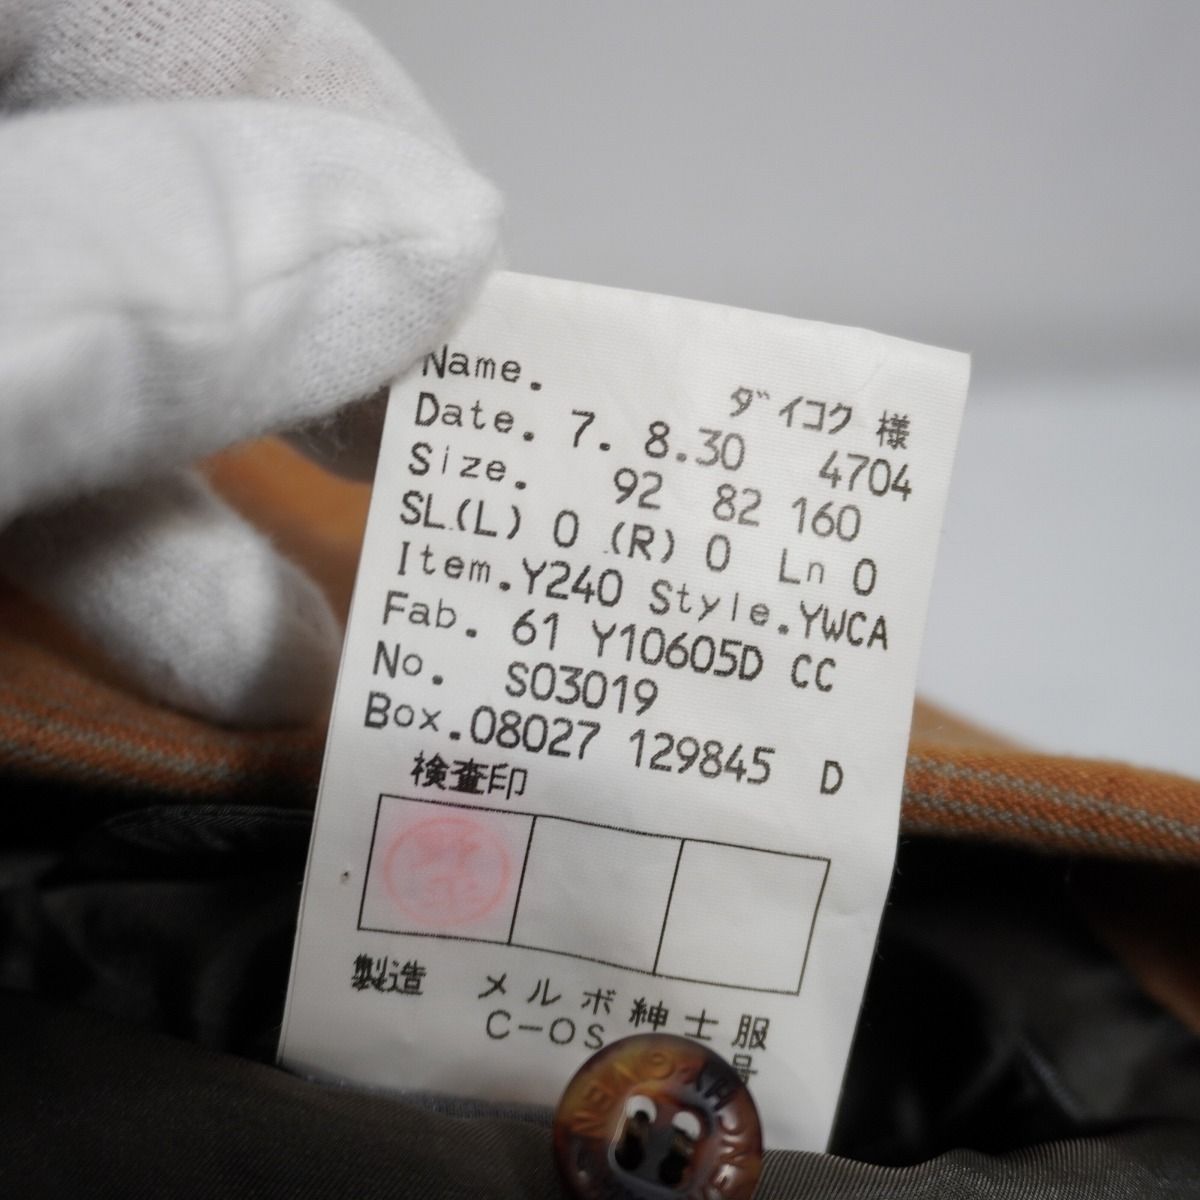 Name.
ダイコク 様
Date. 7. 8.30 4704
Size. 92 82 160
SL(L) 0 (R) 0 Ln 0
Item.Y240 Style.YWCA
Fab. 61 Y10605D CC
No. S03019
Box.08027 129845 D
検査印
製造 メルボ紳士服
C-OS
号